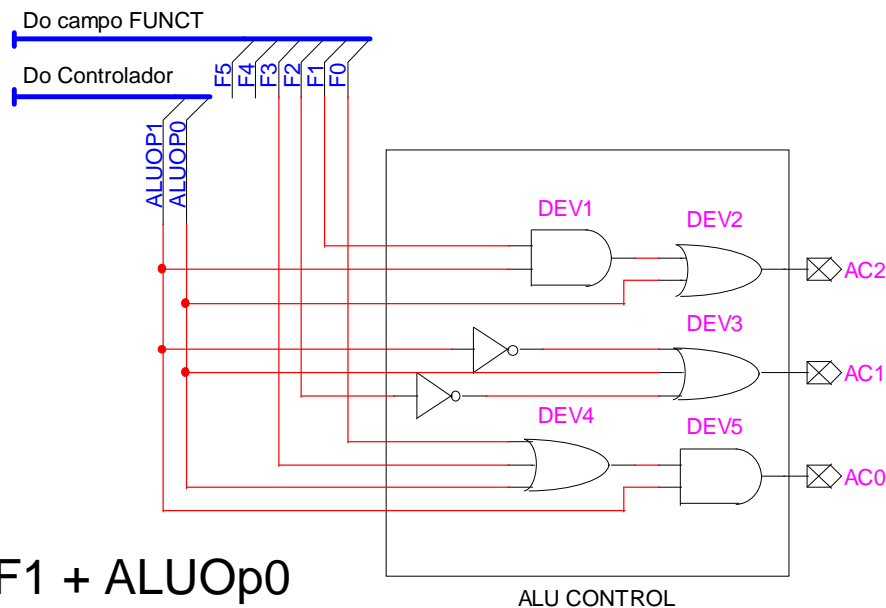 Do campo FUNCT
Do Controlador
F5
F4
F3
F2
F1
F0
ALUOP1
ALUOP0
DEV1
DEV2
AC2
DEV3
AC1
DEV4
DEV5
AC0
F1 + ALUOp0
ALU CONTROL